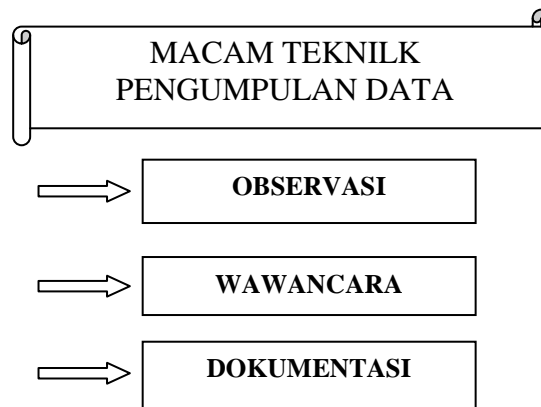 MACAM TEKNILK
PENGUMPULAN DATA
OBSERVASI
WAWANCARA
DOKUMENTASI